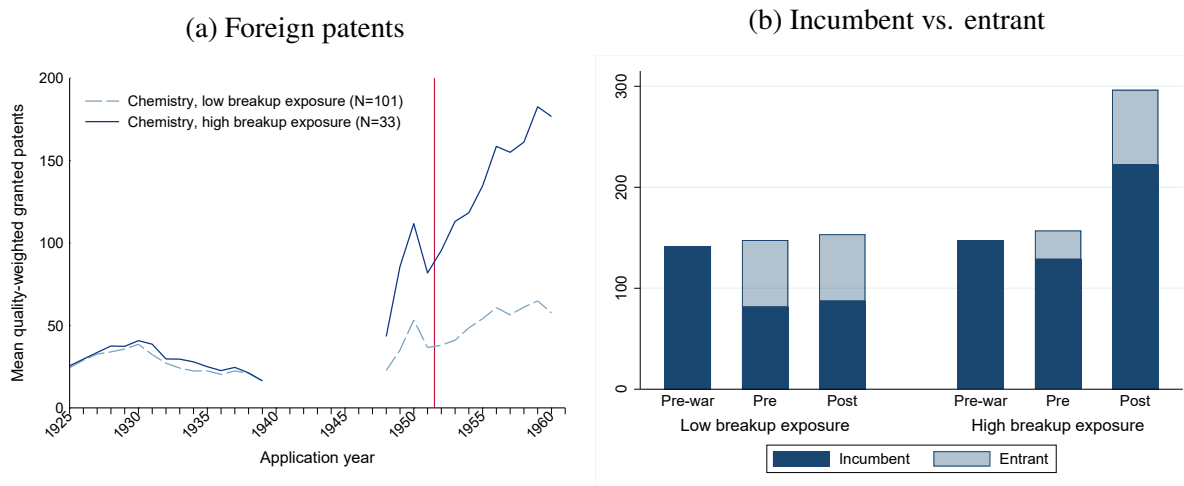 (a) Foreign patents
Mean quality-weighted granted patents
200
150
100
50
0
Chemistry, low breakup exposure (N=101)
Chemistry, high breakup exposure (N=33)
1925
1930
1935
1940
1945
1950
1955
1960
Application year
(b) Incumbent vs. entrant
300
200
100
0
Pre-war Pre Post Pre-war Pre Post
Low breakup exposure High breakup exposure
Incumbent Entrant